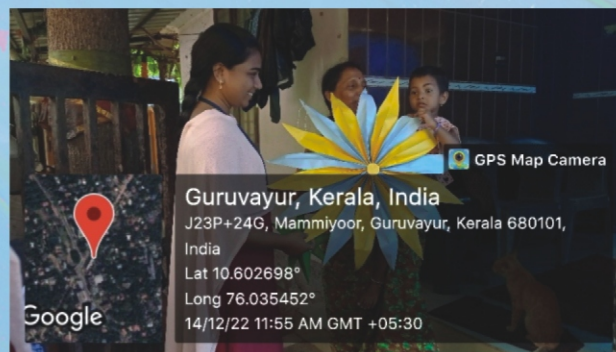 GPS Map Camera
Guruvayur, Kerala, India
J23P+24G, Mammiyoor, Guruvayur, Kerala 680101,
India
Lat 10.602698°
Long 76.035452°
14/12/22 11:55 AM GMT +05:30
Google